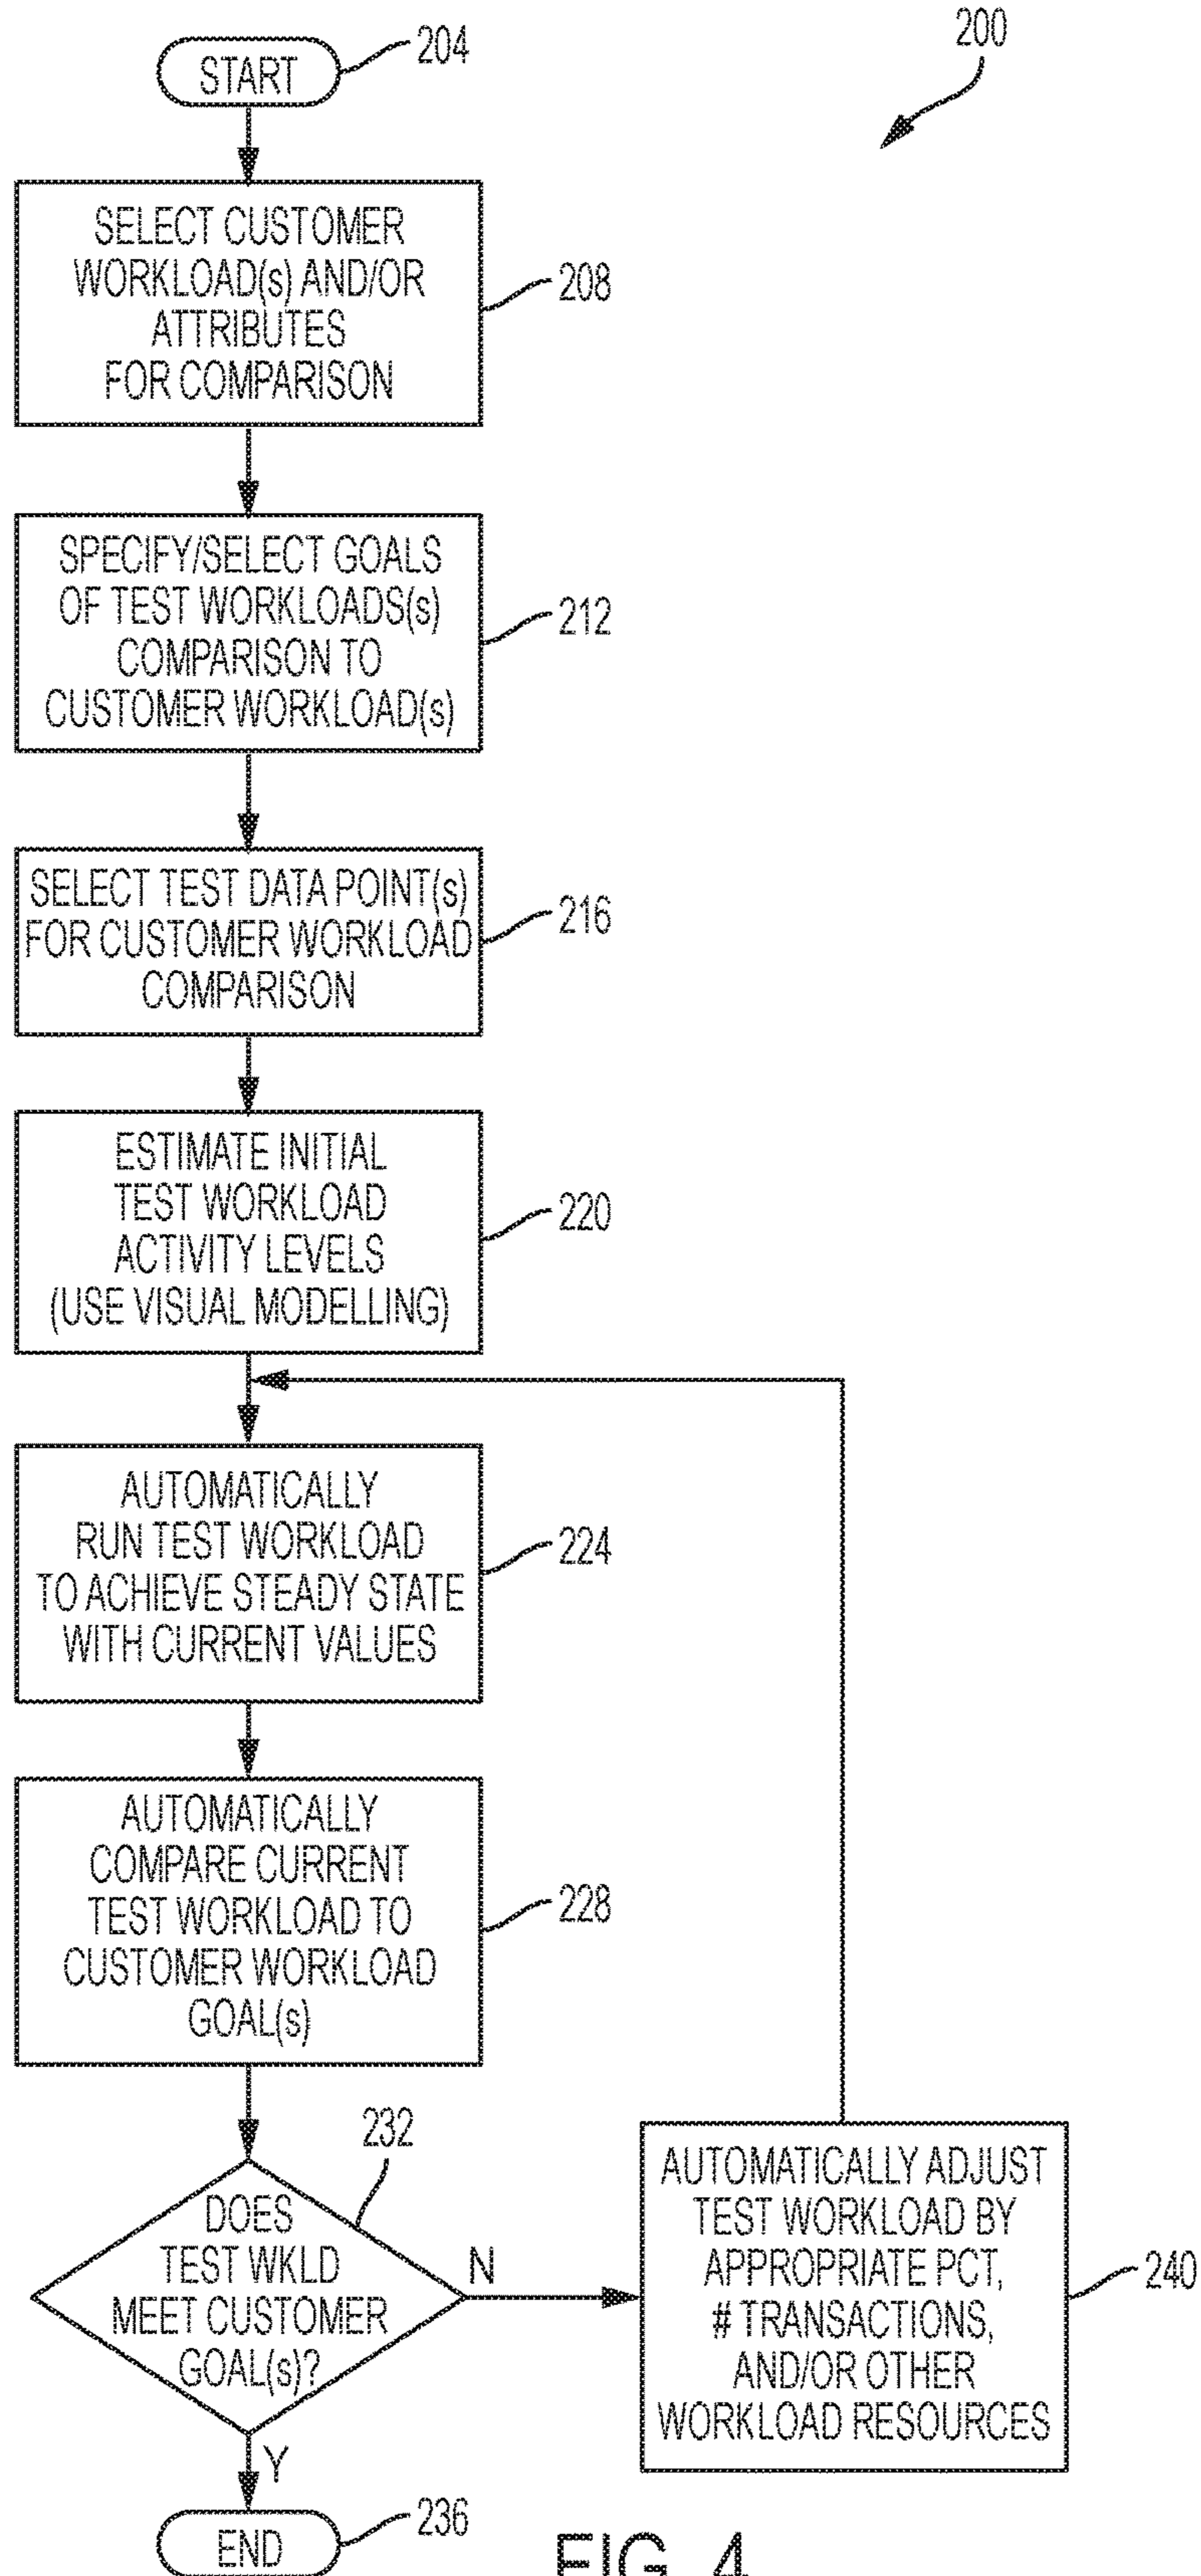 200
START
204
SELECT CUSTOMER
WORKLOAD(s) AND/OR
ATTRIBUTES
FOR COMPARISON
208
SPECIFY/SELECT GOALS
OF TEST WORKLOADS(s)
COMPARISON TO
CUSTOMER WORKLOAD(s)
212
SELECT TEST DATA POINT(s)
FOR CUSTOMER WORKLOAD
COMPARISON
216
ESTIMATE INITIAL
TEST WORKLOAD
ACTIVITY LEVELS
(USE VISUAL MODELLING)
220
AUTOMATICALLY
RUN TEST WORKLOAD
TO ACHIEVE STEADY STATE
WITH CURRENT VALUES
224
AUTOMATICALLY
COMPARE CURRENT
TEST WORKLOAD TO
CUSTOMER WORKLOAD
GOAL(s)
228
232
DOES
TEST WKLD
MEET CUSTOMER
GOAL(s)?
N
AUTOMATICALLY ADJUST
TEST WORKLOAD BY
APPROPRIATE PCT,
# TRANSACTIONS,
AND/OR OTHER
WORKLOAD RESOURCES
240
Y
END
236
FIG. 4